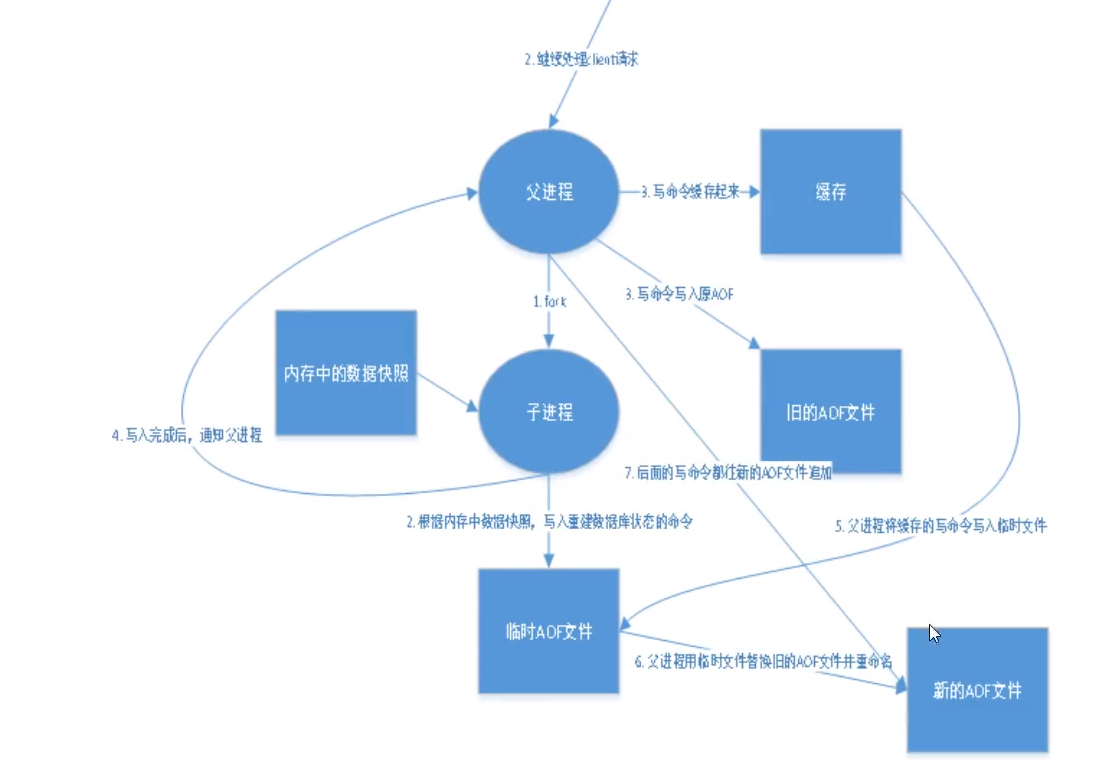 2.继续处理client请求
父进程
3.写命令缓存起来
缓存
1.fork
3.写命令写入原AOF
内存中的数据快照
子进程
旧的AOF文件
4.写入完成后，通知父进程
7.后面的写命令都往新的AOF文件追加
2.根据内存中数据快照，写入重建数据库状态的命令
5.父进程将缓存的写命令写入临时文件
临时AOF文件
6.父进程用临时文件替换旧的AOF文件并重命名
新的AOF文件